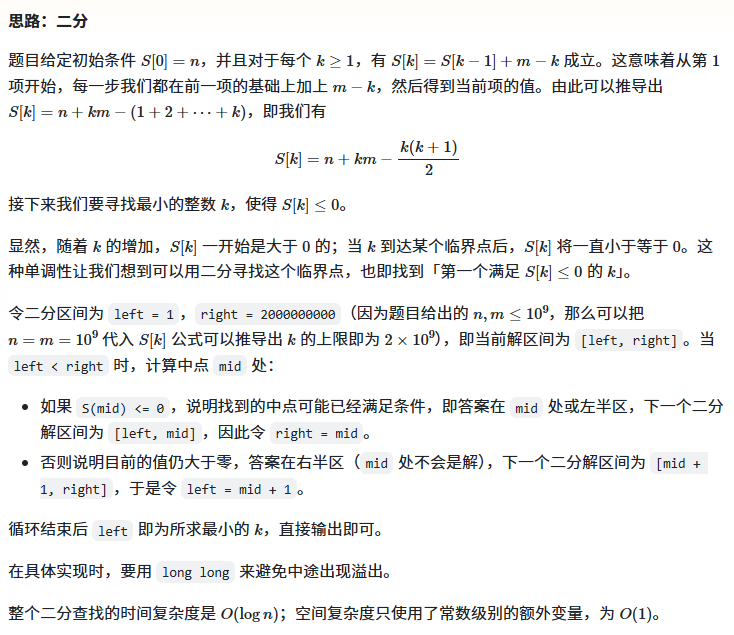 思路：二分
题目给定初始条件 S[0] = n，并且对于每个 k ≥ 1，有 S[k] = S[k − 1] + m − k 成立。这意味着从第 1
项开始，每一步我们都在前一项的基础上加上 m − k，然后得到当前项的值。由此可以推导出
S[k] = n + km − (1 + 2 + ⋯ + k)，即我们有
S[k] = n + km − \frac{k(k + 1)}{2}
接下来我们要寻找最小的整数 k，使得 S[k] ≤ 0。
显然，随着 k 的增加，S[k] 一开始是大于 0 的；当 k 到达某个临界点后，S[k] 将一直小于等于 0。这
种单调性让我们想到可以用二分寻找这个临界点，也即找到「第一个满足 S[k] ≤ 0 的 k」。
令二分区间为 left = 1 ，right = 2000000000（因为题目给出的 n, m ≤ 10⁹，那么可以把
n = m = 10⁹ 代入 S[k] 公式可以推导出 k 的上限即为 2 × 10⁹），即当前解区间为 [left, right] 。当
left < right 时，计算中点 mid 处：
• 如果 S(mid) <= 0 ，说明找到的中点可能已经满足条件，即答案在 mid 处或左半区，下一个二分
解区间为 [left, mid] ，因此令 right = mid 。
• 否则说明目前的值仍大于零，答案在右半区（ mid 处不会是解），下一个二分解区间为 [mid +
1, right] ，于是令 left = mid + 1 。
循环结束后 left 即为所求最小的 k，直接输出即可。
在具体实现时，要用 long long 来避免中途出现溢出。
整个二分查找的时间复杂度是 O(log n)；空间复杂度只使用了常数级别的额外变量，为 O(1)。